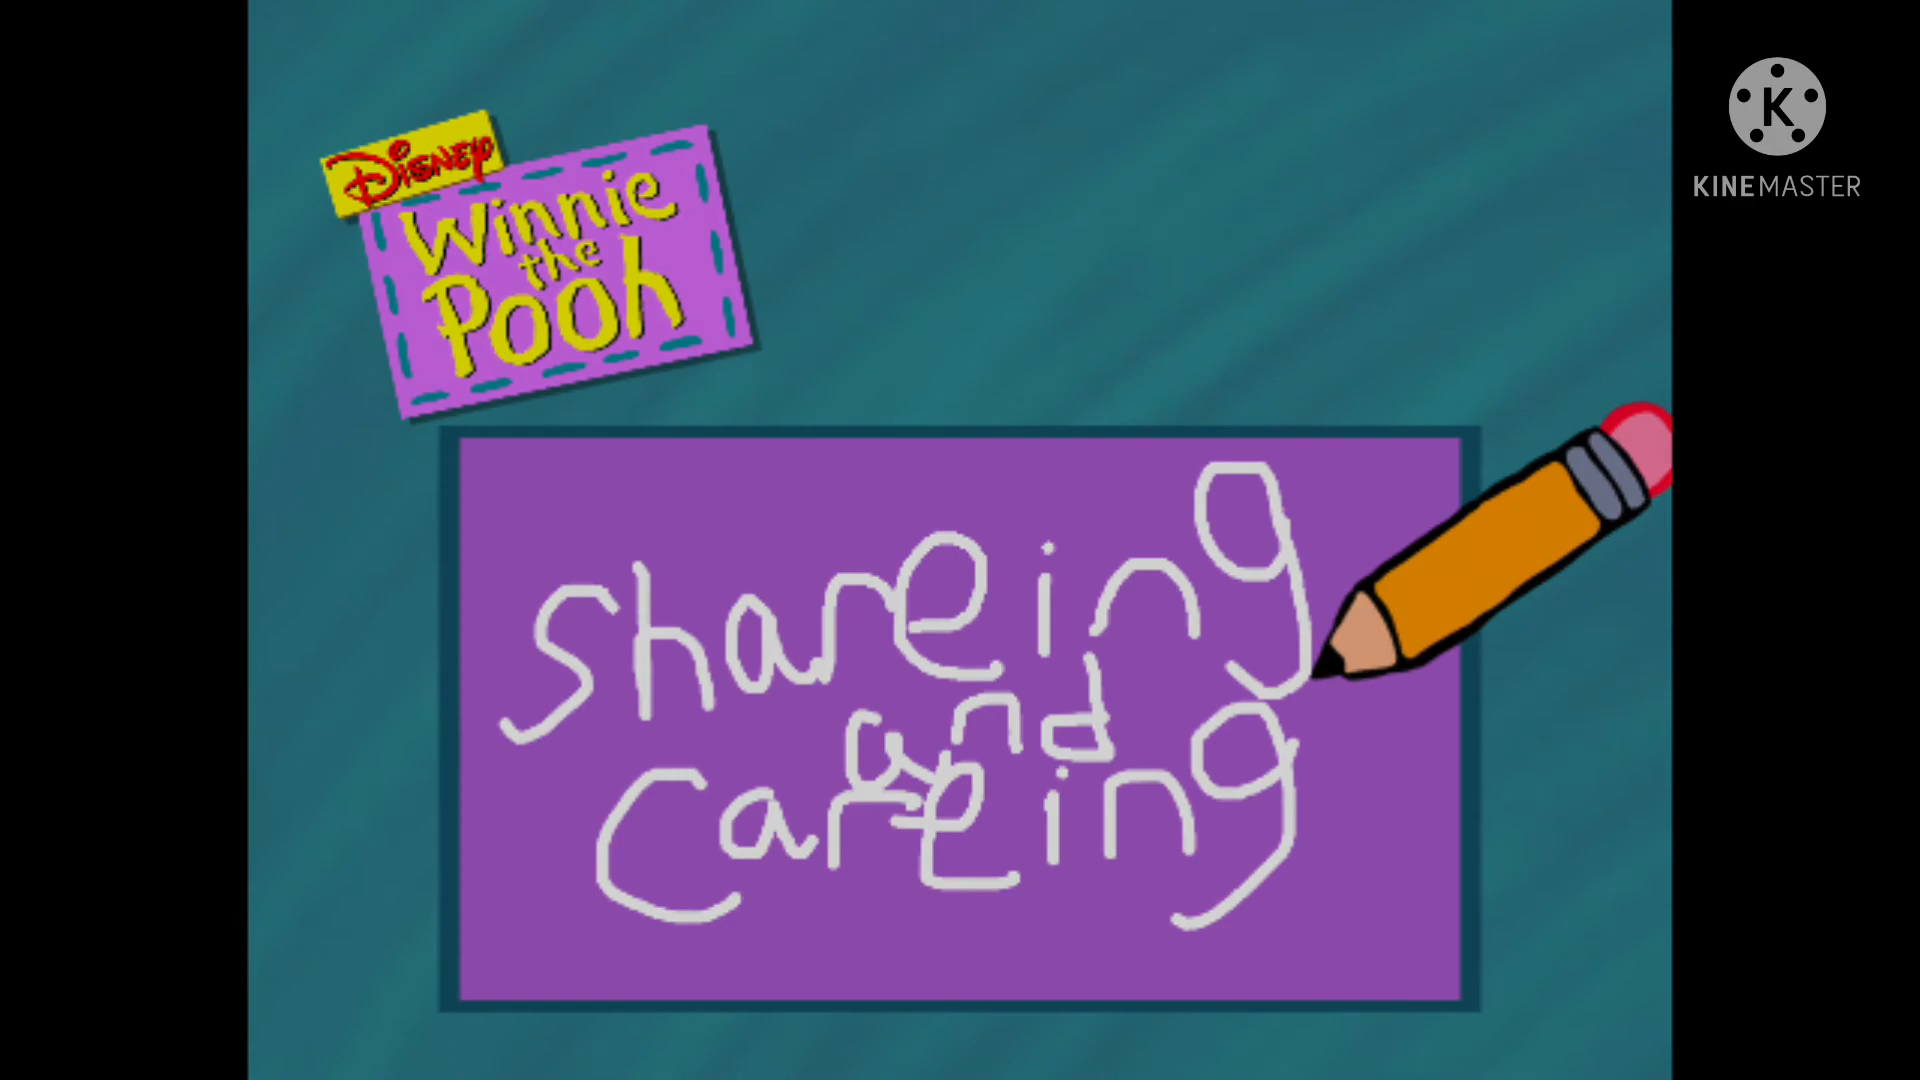 Disney
Winnie
the
Pooh
Shareing
and
Careing
K
KINEMASTER